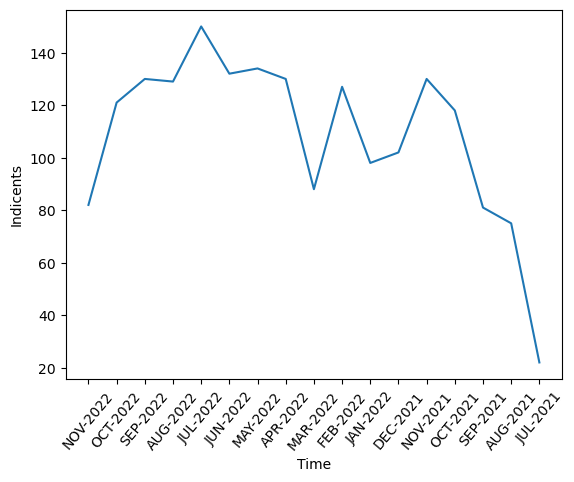 140
120
100
80
60
40
20
Indicents
NOV-2022
OCT-2022
SEP-2022
AUG-2022
JUL-2022
JUN-2022
MAY-2022
APR-2022
MAR-2022
FEB-2022
JAN-2022
DEC-2021
NOV-2021
OCT-2021
SEP-2021
AUG-2021
JUL-2021
Time